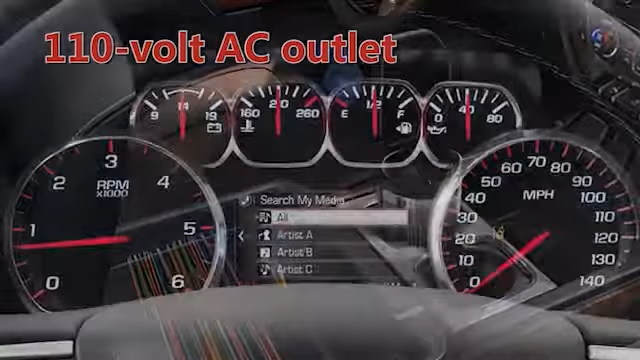 110-volt AC outlet
9 14 19
160 210 260
E 1/2 F
0 40 80
0 1 2 3 4 5 6
RPM
x1000
Search My Media
All
Artist A
Artist B
Artist C
0 10 20 30 40 50 60 70 80 90 100 110 120 130 140
MPH